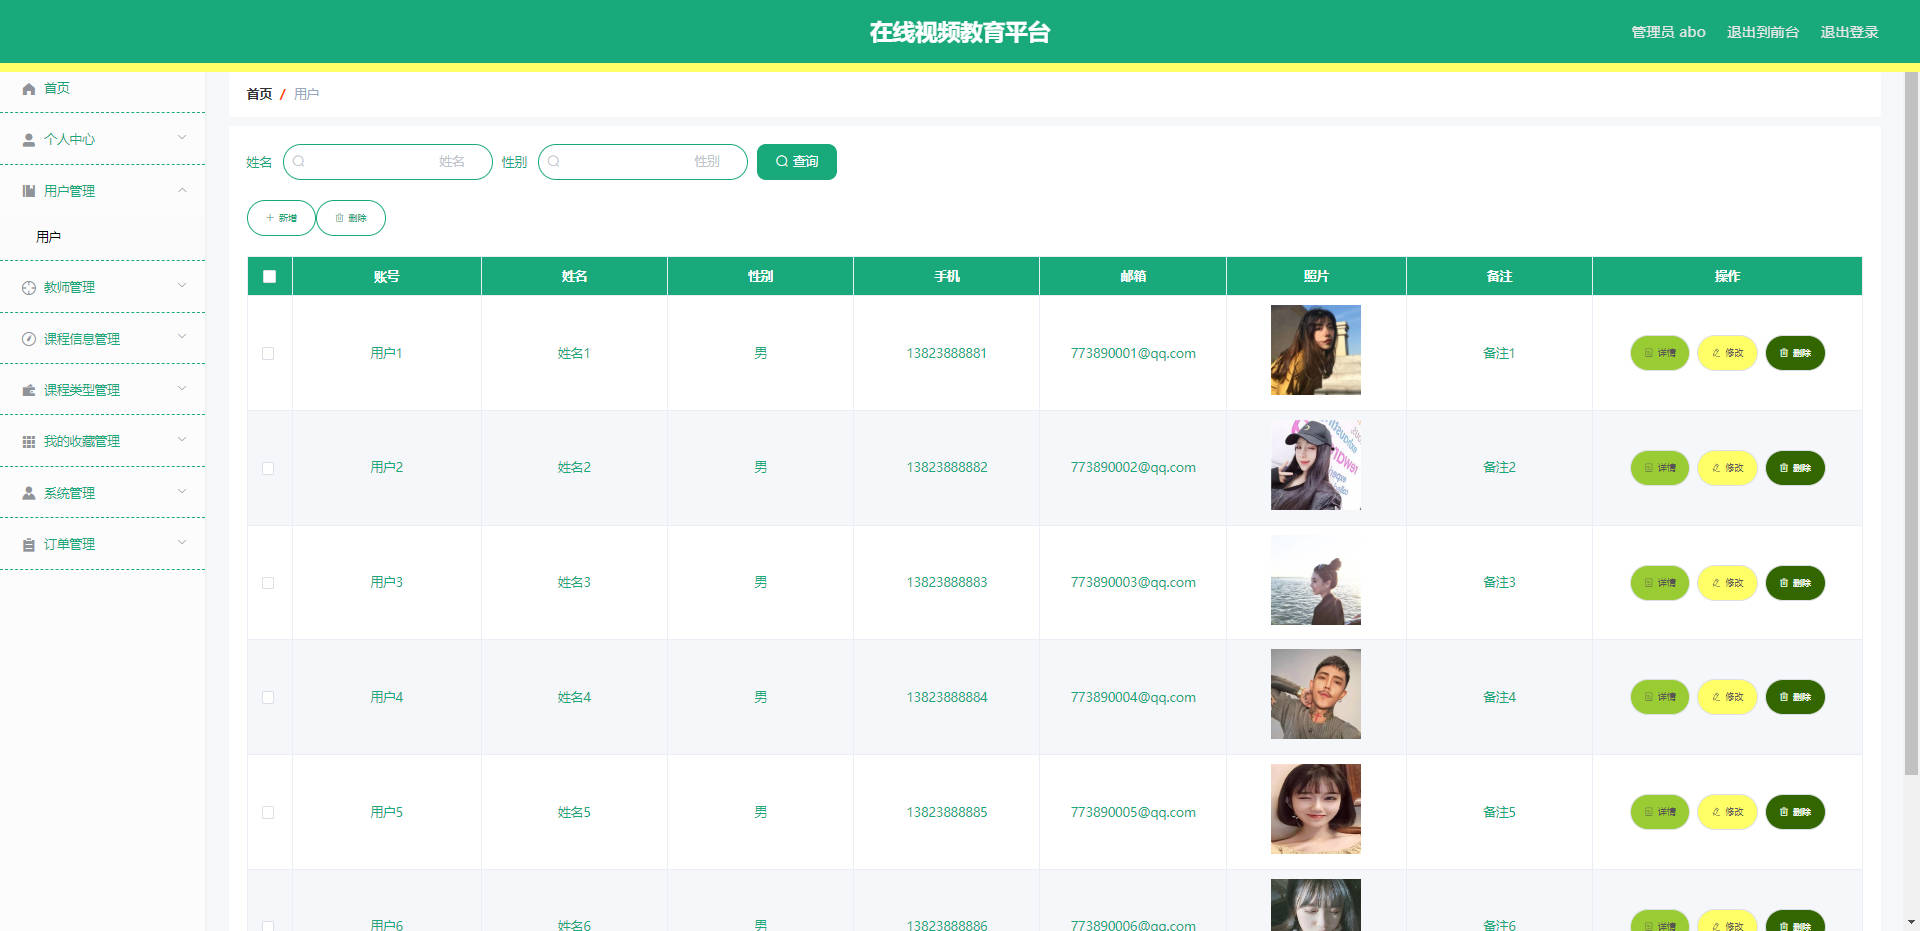 在线视频教育平台
管理员 abo 退出到前台 退出登录
首页
个人中心
用户管理
用户
教师管理
课程信息管理
课程类型管理
我的收藏管理
系统管理
订单管理
首页 / 用户
姓名 姓名 性别 性别 查询
新增 删除
账号 姓名 性别 手机 邮箱 照片 备注 操作
用户1 姓名1 男 13823888881 773890001@qq.com 备注1 详情 修改 删除
用户2 姓名2 男 13823888882 773890002@qq.com 备注2 详情 修改 删除
用户3 姓名3 男 13823888883 773890003@qq.com 备注3 详情 修改 删除
用户4 姓名4 男 13823888884 773890004@qq.com 备注4 详情 修改 删除
用户5 姓名5 男 13823888885 773890005@qq.com 备注5 详情 修改 删除
用户6 姓名6 男 13823888886 773890006@qq.com 备注6 详情 修改 删除